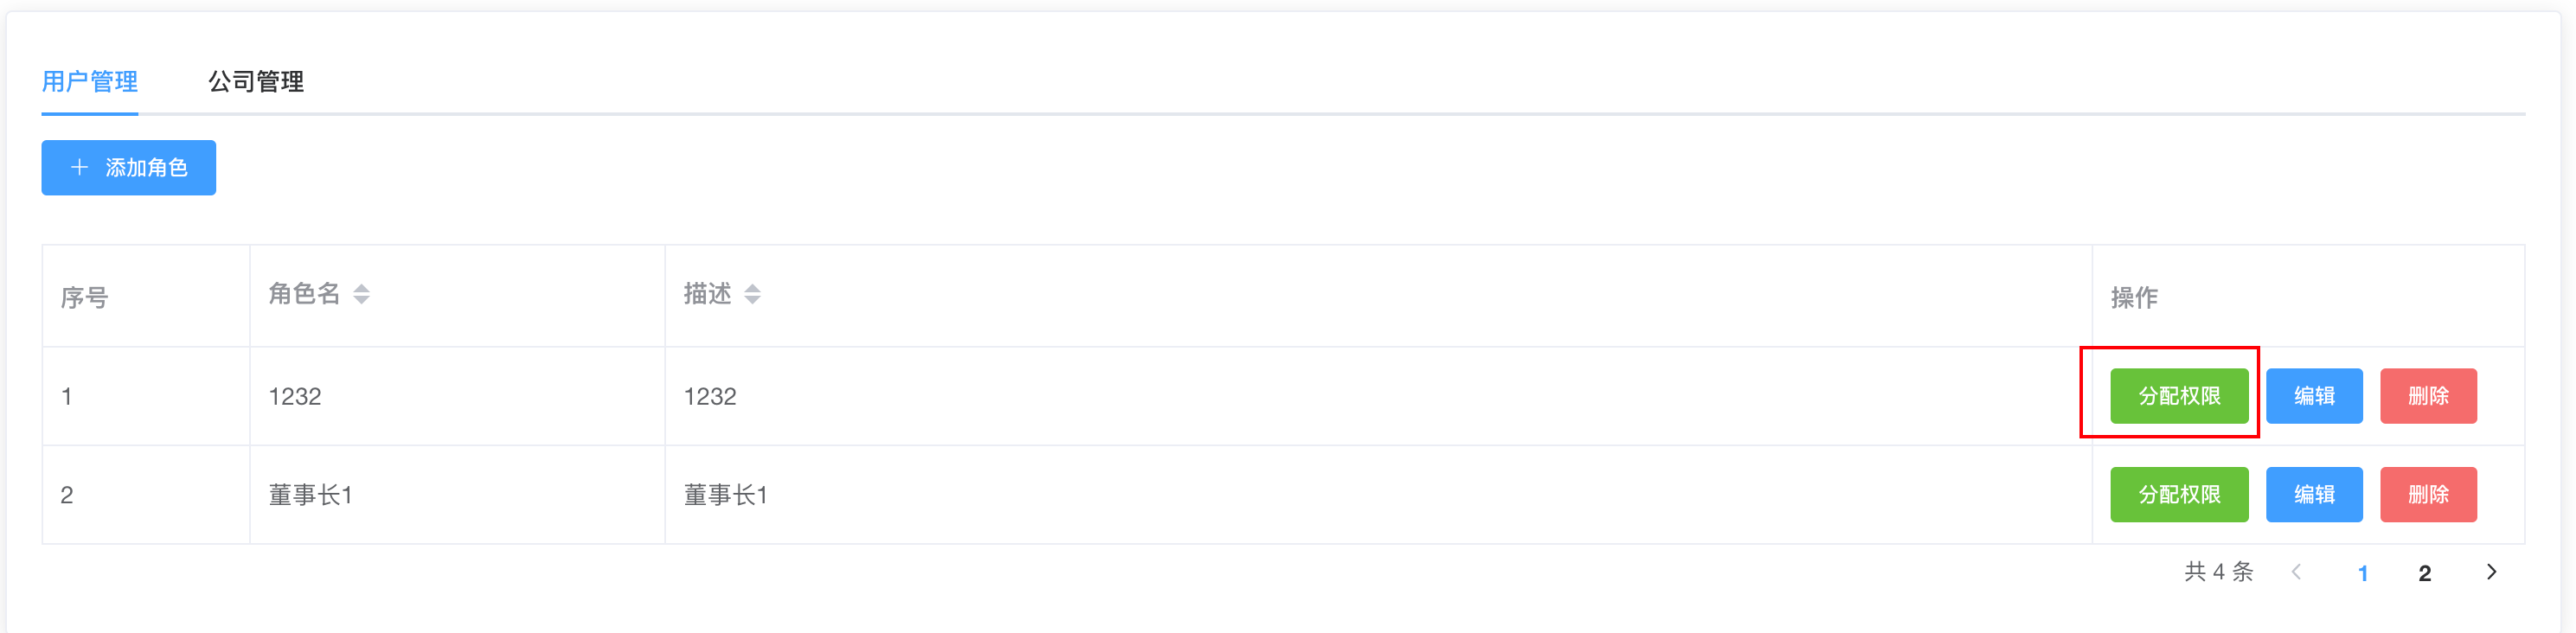 用户管理 公司管理
添加角色
序号 角色名 描述 操作
1 1232 1232 分配权限 编辑 删除
2 董事长1 董事长1 分配权限 编辑 删除
共 4 条 1 2